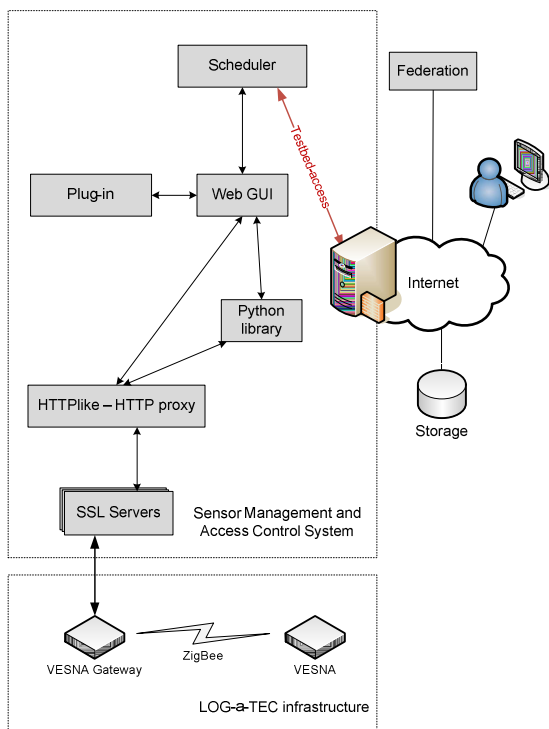 Scheduler
Federation
Testbed-access
Plug-in
Web GUI
Internet
Python
library
HTTPlike – HTTP proxy
Storage
SSL Servers
Sensor Management and
Access Control System
VESNA Gateway
ZigBee
VESNA
LOG-a-TEC infrastructure